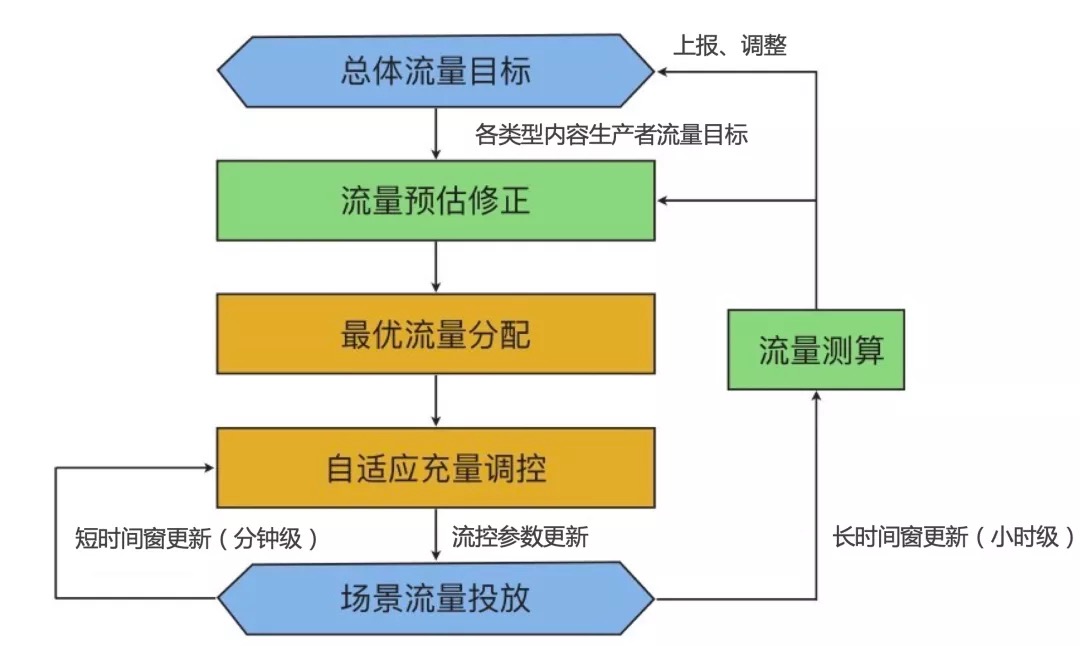 总体流量目标
上报、调整
各类型内容生产者流量目标
流量预估修正
最优流量分配
流量测算
自适应充量调控
短时间窗更新（分钟级）
流控参数更新
长时间窗更新（小时级）
场景流量投放